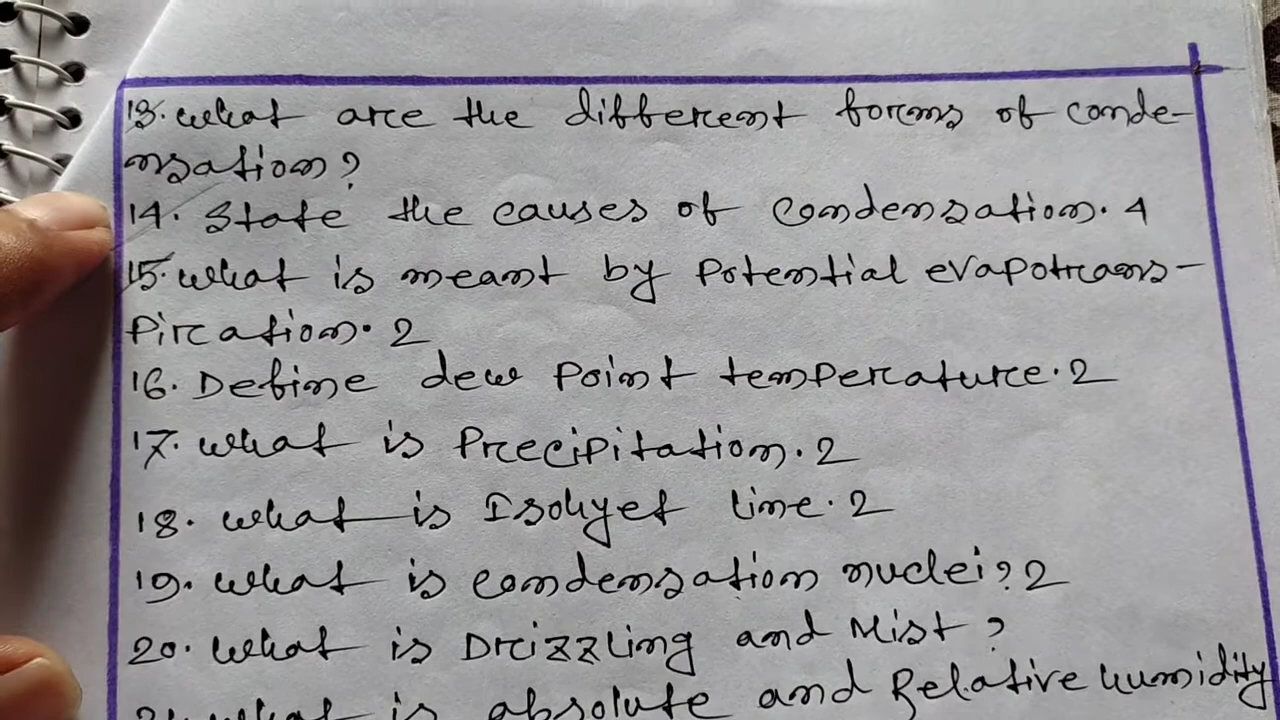 13. What are the different forms of conde-
nsation?
14. State the causes of Condensation. 4
15. What is meant by Potential evapotrans-
piration. 2
16. Define dew Point temperature. 2
17. What is Precipitation. 2
18. What is Isohyet line. 2
19. What is condensation nuclei? 2
20. What is Drizzling and Mist?
21. What is absolute and Relative humidity